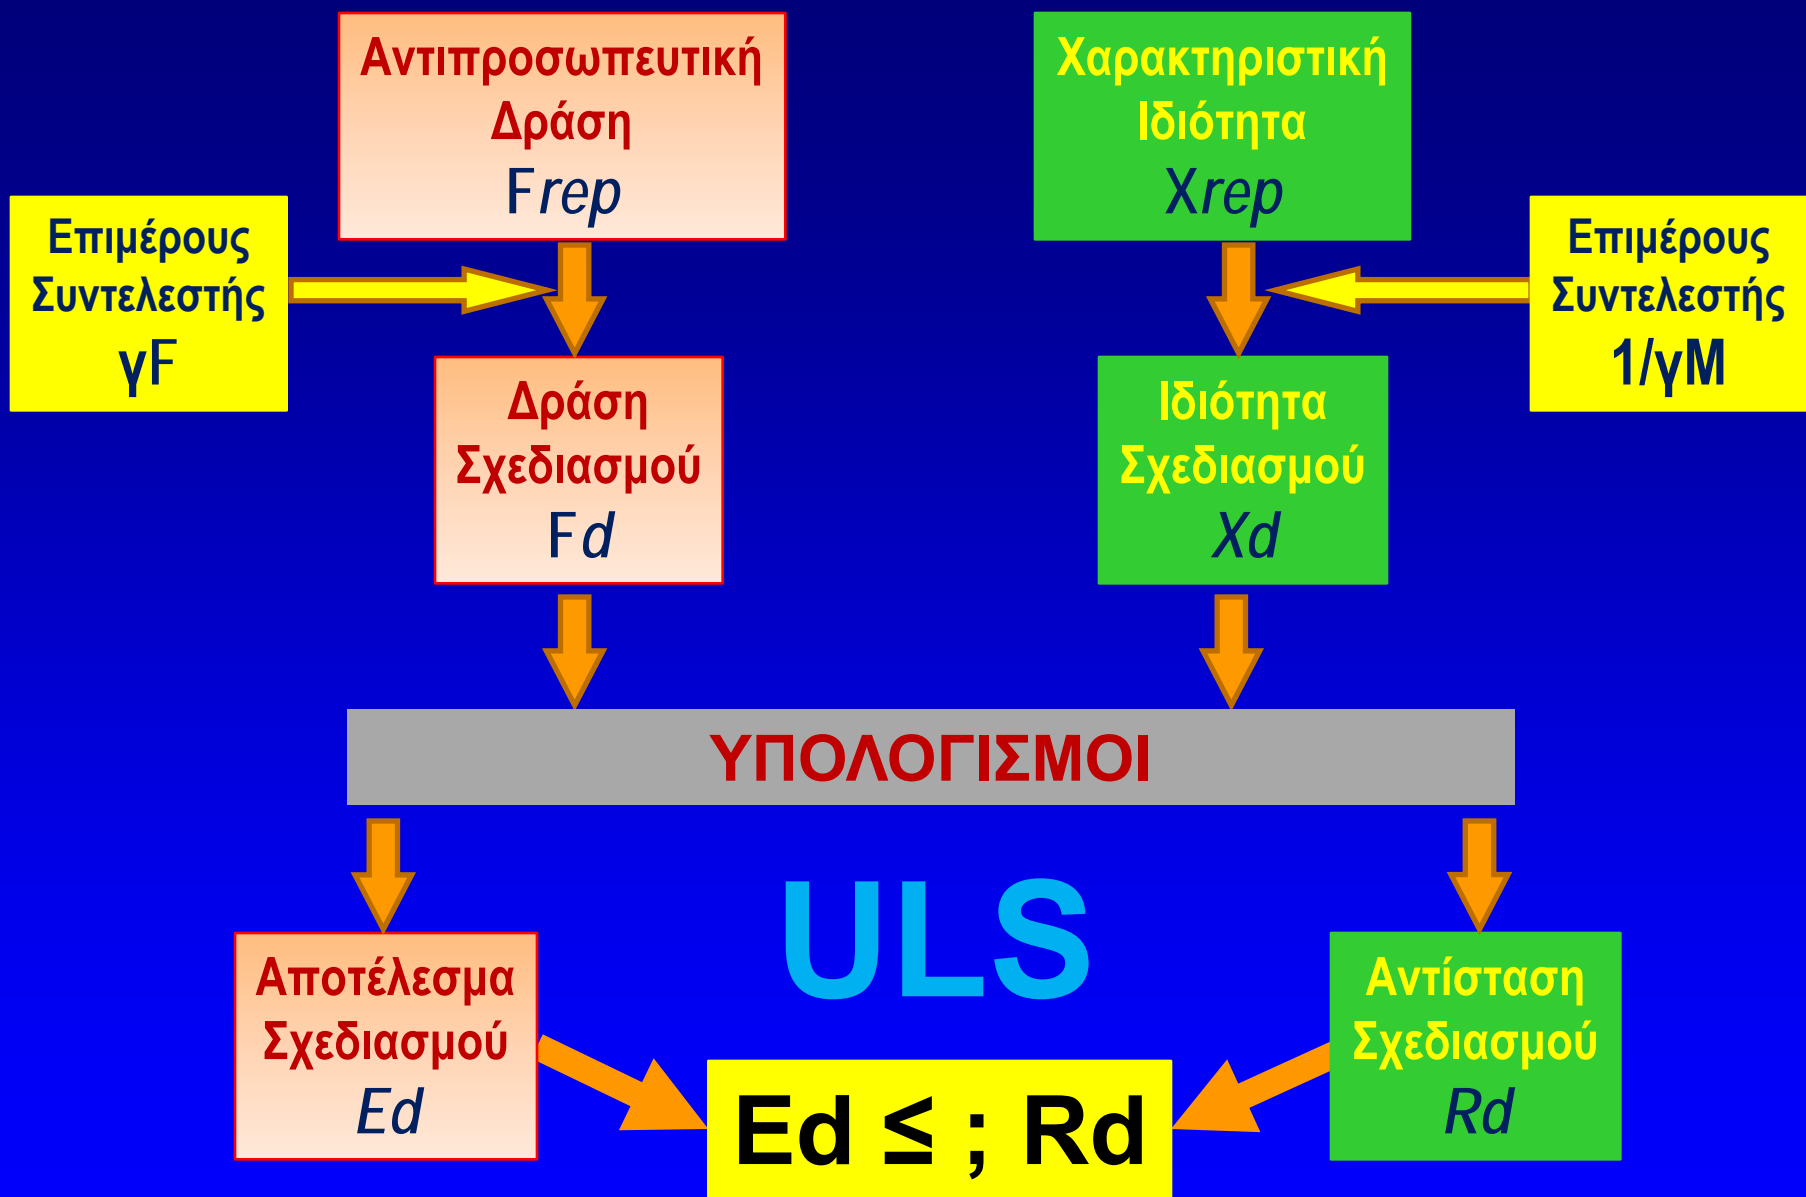 Αντιπροσωπευτική
Δράση
Frep
Χαρακτηριστική
Ιδιότητα
Xrep
Επιμέρους
Συντελεστής
γF
Επιμέρους
Συντελεστής
1/γM
Δράση
Σχεδιασμού
Fd
Ιδιότητα
Σχεδιασμού
Xd
ΥΠΟΛΟΓΙΣΜΟΙ
ULS
Αποτέλεσμα
Σχεδιασμού
Ed
Αντίσταση
Σχεδιασμού
Rd
Ed ≤ ; Rd